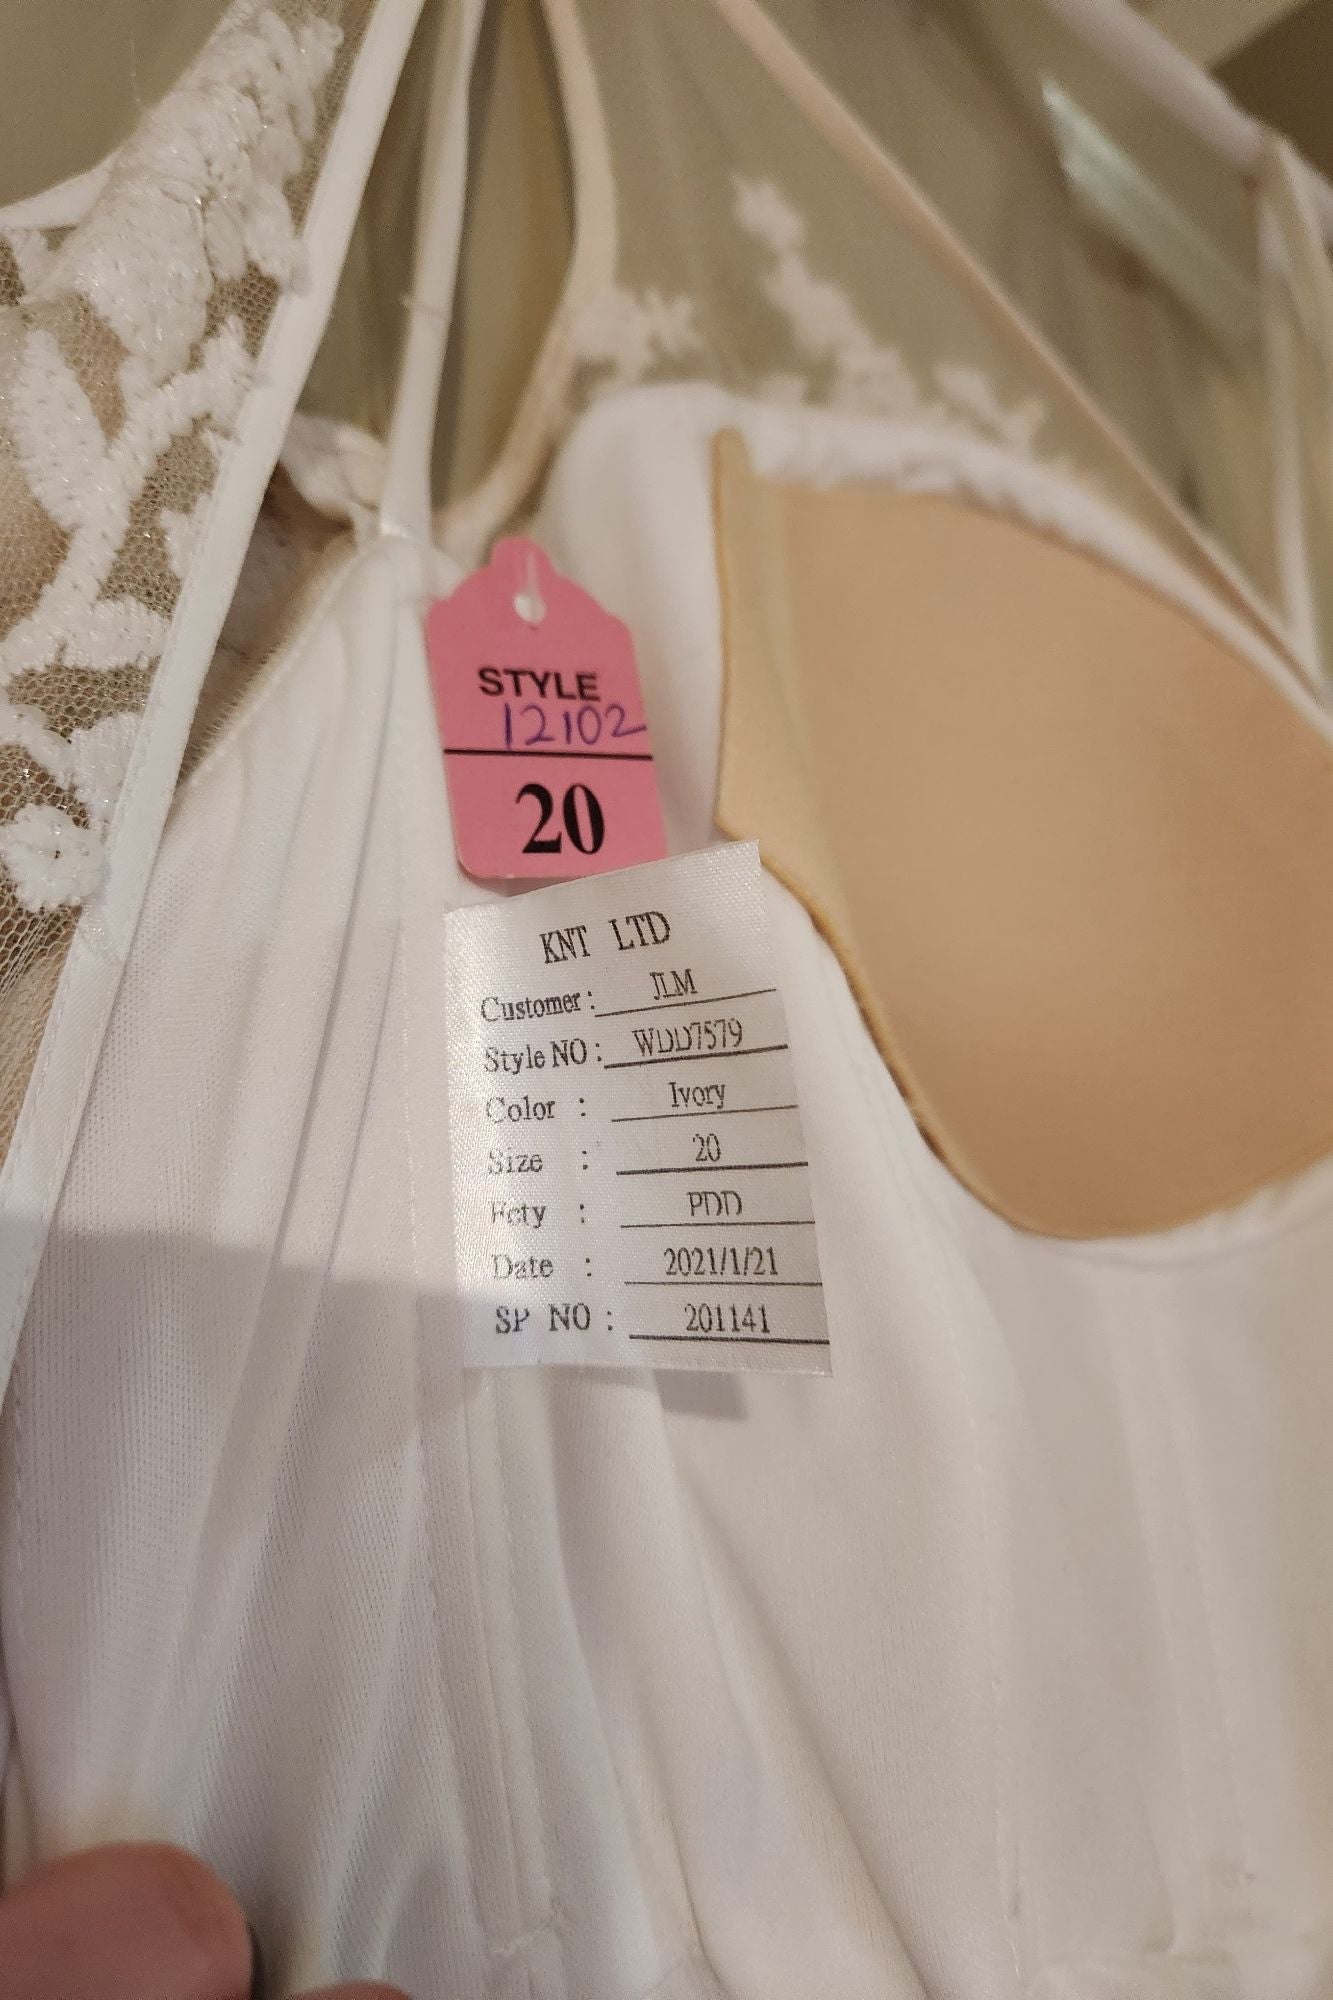 STYLE
12102
20
KNT LTD
Customer: JLM
Style NO: WDD7579
Color : Ivory
Size : 20
Fcty : PDD
Date : 2021/1/21
SP NO : 201141